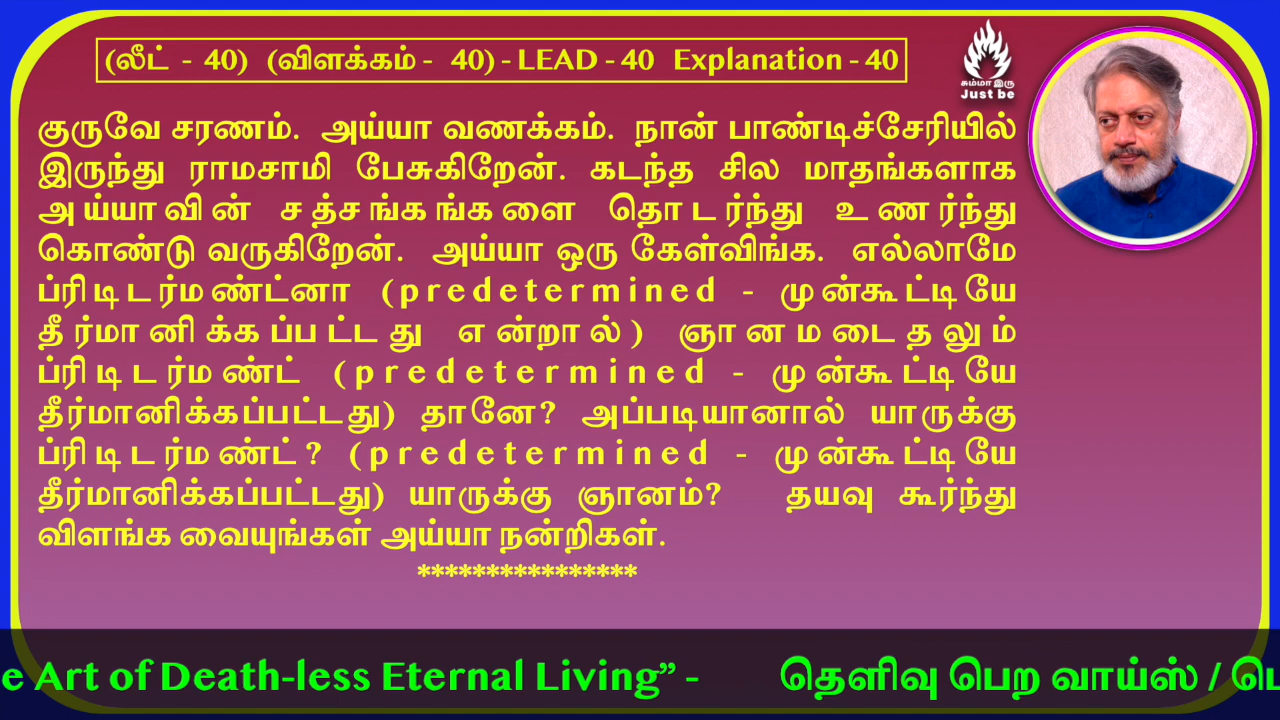 (லீட் - 40) (விளக்கம் - 40) - LEAD - 40 Explanation - 40
சும்மா இரு
Just be
குருவே சரணம். அய்யா வணக்கம். நான் பாண்டிச்சேரியில்
இருந்து ராமசாமி பேசுகிறேன். கடந்த சில மாதங்களாக
அய்யாவின் சத்சங்கங்களை தொடர்ந்து உணர்ந்து
கொண்டு வருகிறேன். அய்யா ஒரு கேள்விங்க. எல்லாமே
ப்ரிடிடர்மண்ட்னா (predetermined - முன்கூட்டியே
தீர்மானிக்கப்பட்டது என்றால்) ஞானமடைதலும்
ப்ரிடிடர்மண்ட் (predetermined - முன்கூட்டியே
தீர்மானிக்கப்பட்டது) தானே? அப்படியானால் யாருக்கு
ப்ரிடிடர்மண்ட்? (predetermined - முன்கூட்டியே
தீர்மானிக்கப்பட்டது) யாருக்கு ஞானம்? தயவு கூர்ந்து
விளங்க வையுங்கள் அய்யா நன்றிகள்.
****************
e Art of Death-less Eternal Living” - தெளிவு பெற வாய்ஸ் /